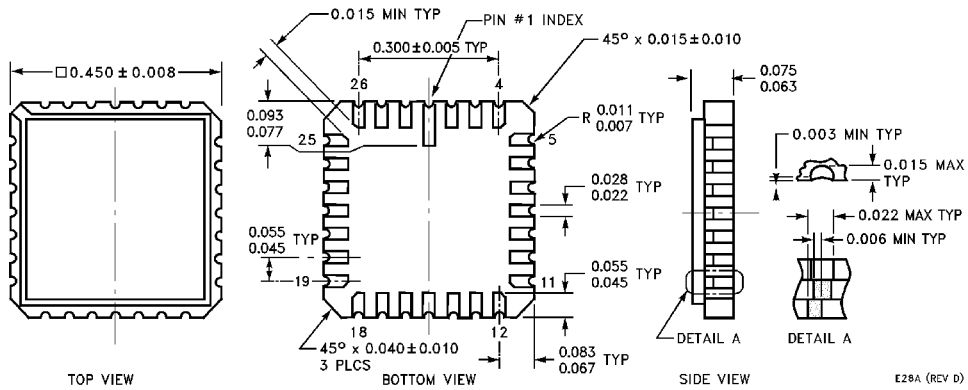 0.015 MIN TYP
PIN #1 INDEX
0.300±0.005 TYP
45° x 0.015±0.010
□0.450±0.008
26
4
0.075
0.063
0.093
0.077
R 0.011
0.007 TYP
25
5
0.003 MIN TYP
0.015 MAX
TYP
0.028
0.022 TYP
0.022 MAX TYP
0.006 MIN TYP
0.055
0.045 TYP
0.055
0.045 TYP
19
11
18
12
DETAIL A
DETAIL A
45° x 0.040±0.010
3 PLCS
0.083
0.067 TYP
TOP VIEW
BOTTOM VIEW
SIDE VIEW
E28A (REV D)